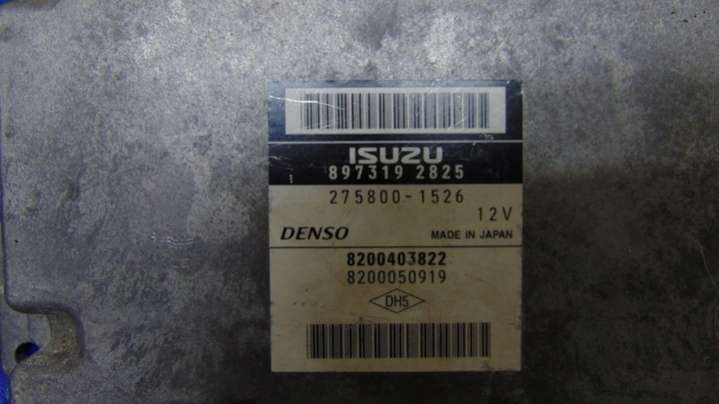 ISUZU
897319 2825
275800-1526
12V
DENSO MADE IN JAPAN
8200403822
8200050919
DH5